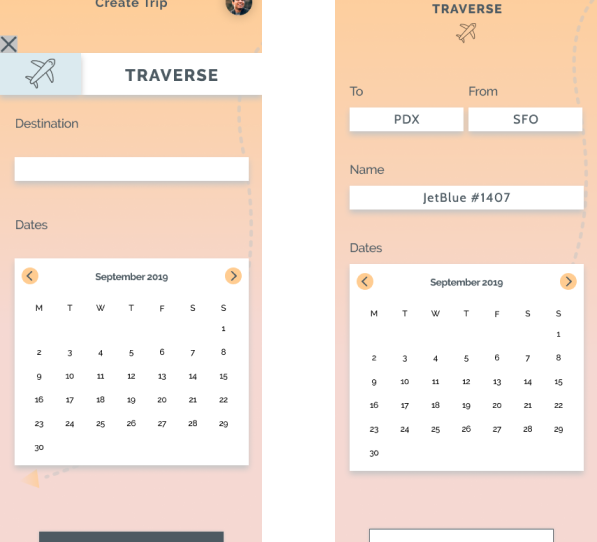 Create Trip
TRAVERSE
Destination
Dates
September 2019
M T W T F S S
1
2 3 4 5 6 7 8
9 10 11 12 13 14 15
16 17 18 19 20 21 22
23 24 25 26 27 28 29
30
TRAVERSE
To From
PDX SFO
Name
JetBlue #1407
Dates
September 2019
M T W T F S S
1
2 3 4 5 6 7 8
9 10 11 12 13 14 15
16 17 18 19 20 21 22
23 24 25 26 27 28 29
30